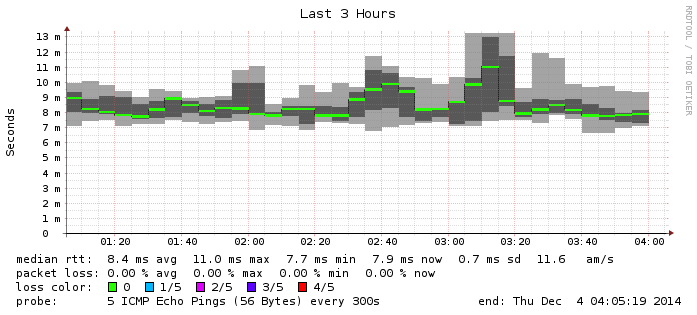 Last 3 Hours
RRDTOOL / TOBI OETIKER
Seconds
13 m
12 m
11 m
10 m
9 m
8 m
7 m
6 m
5 m
4 m
3 m
2 m
1 m
0
01:20 01:40 02:00 02:20 02:40 03:00 03:20 03:40 04:00
median rtt: 8.4 ms avg 11.0 ms max 7.7 ms min 7.9 ms now 0.7 ms sd 11.6 am/s
packet loss: 0.00 % avg 0.00 % max 0.00 % min 0.00 % now
loss color: 0 1/5 2/5 3/5 4/5
probe: 5 ICMP Echo Pings (56 Bytes) every 300s end: Thu Dec 4 04:05:19 2014